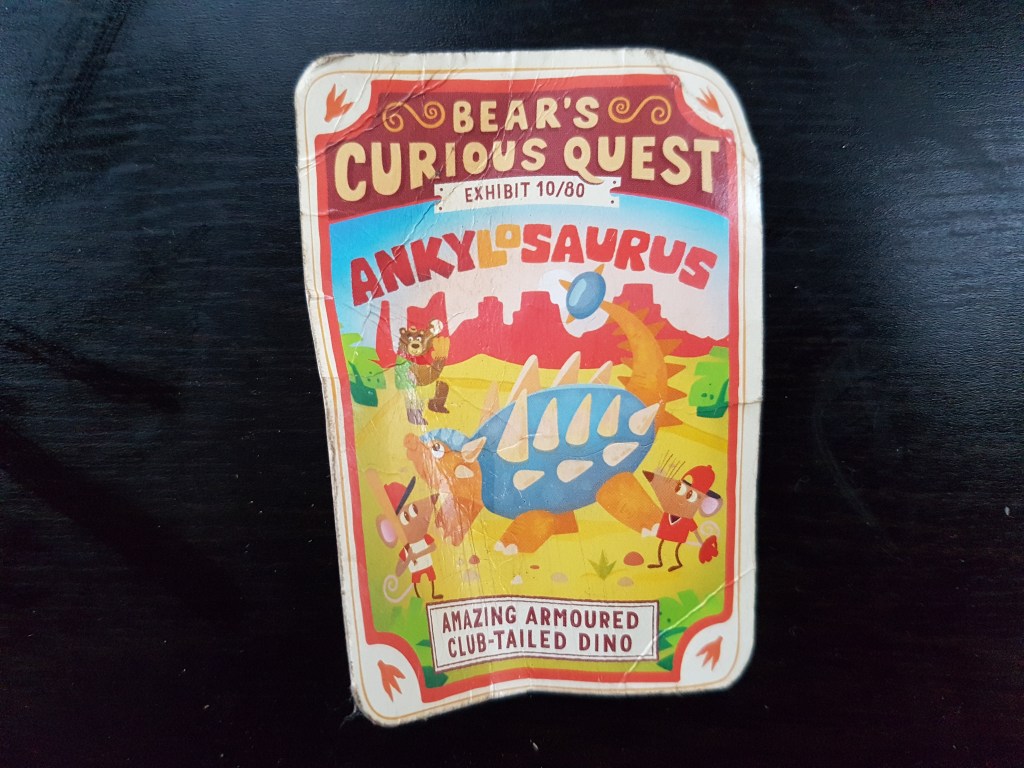 BEAR'S
CURIOUS QUEST
EXHIBIT 10/80
ANKYLOSAURUS
AMAZING ARMOURED
CLUB-TAILED DINO